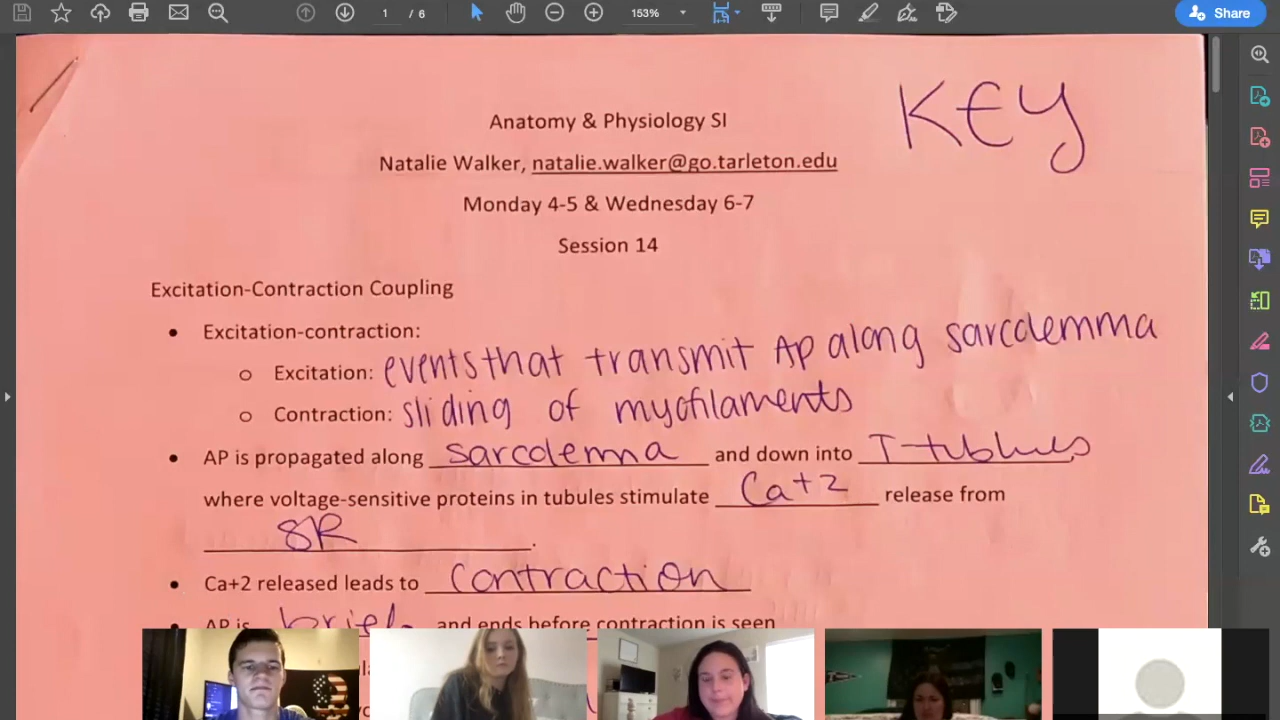 1 / 6
153%
Share
KEY
Anatomy & Physiology SI
Natalie Walker, natalie.walker@go.tarleton.edu
Monday 4-5 & Wednesday 6-7
Session 14
Excitation-Contraction Coupling
• Excitation-contraction:
o Excitation: events that transmit AP along sarcolemma
o Contraction: sliding of myofilaments
• AP is propagated along sarcolemma and down into T-tubules
where voltage-sensitive proteins in tubules stimulate Ca+2 release from
SR.
• Ca+2 released leads to contraction
• AP is brief and ends before contraction is seen